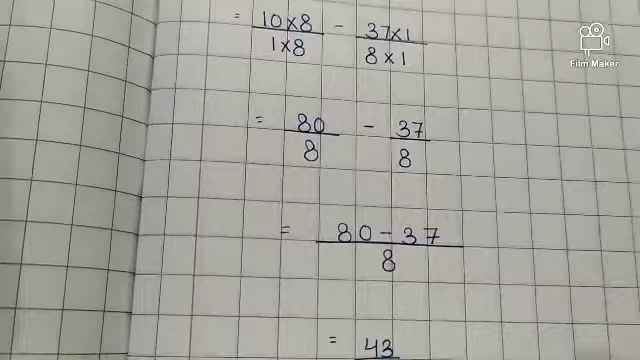 = 10×8/1×8 − 37×1/8×1
= 80/8 − 37/8
= 80−37/8
= 43
Film Maker